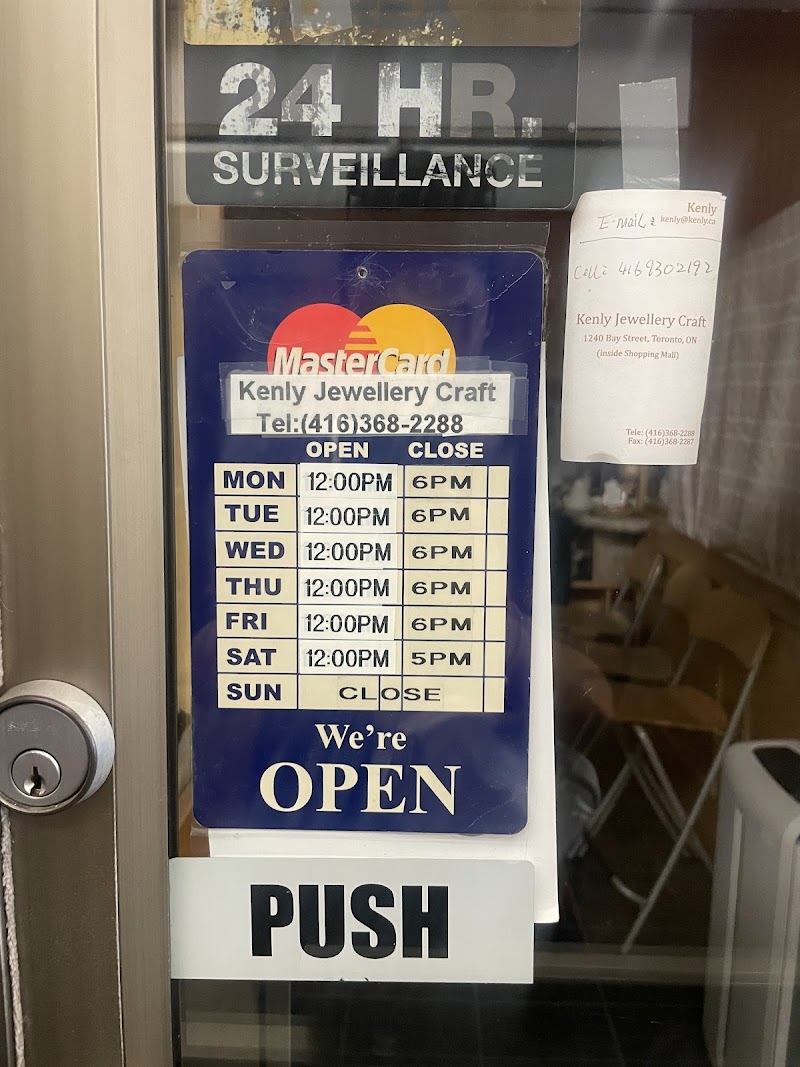 24 HR.
SURVEILLANCE
Kenly
E-mail: kenly@kenly.ca
Cell: 4169302192
Kenly Jewellery Craft
1240 Bay Street, Toronto, ON
(inside Shopping Mall)
Tele: (416)368-2288
Fax: (416)368-2287
MasterCard
Kenly Jewellery Craft
Tel:(416)368-2288
OPEN CLOSE
MON 12:00PM 6PM
TUE 12:00PM 6PM
WED 12:00PM 6PM
THU 12:00PM 6PM
FRI 12:00PM 6PM
SAT 12:00PM 5PM
SUN CLOSE
We're
OPEN
PUSH